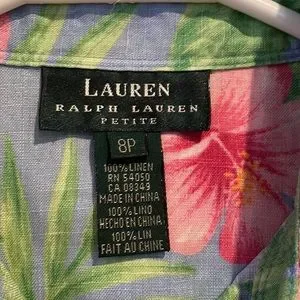 LAUREN
RALPH LAUREN
PETITE
8P
100% LINEN
RN 54050
CA 08349
MADE IN CHINA
100% LINO
HECHO EN CHINA
100% LIN
FAIT AU CHINE